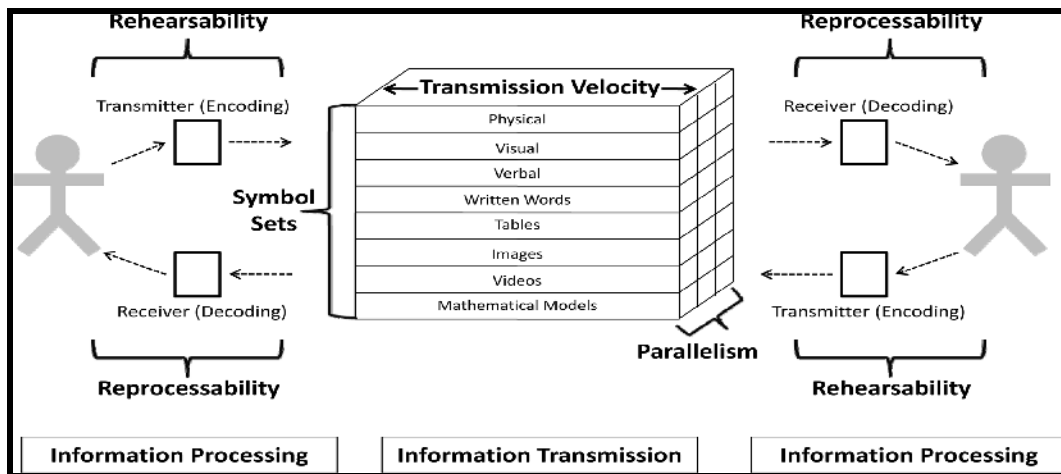 Rehearsability
Reprocessability
Transmission Velocity
Transmitter (Encoding)
Receiver (Decoding)
Physical
Visual
Verbal
Symbol
Sets
Written Words
Tables
Images
Videos
Mathematical Models
Receiver (Decoding)
Transmitter (Encoding)
Parallelism
Reprocessability
Rehearsability
Information Processing
Information Transmission
Information Processing